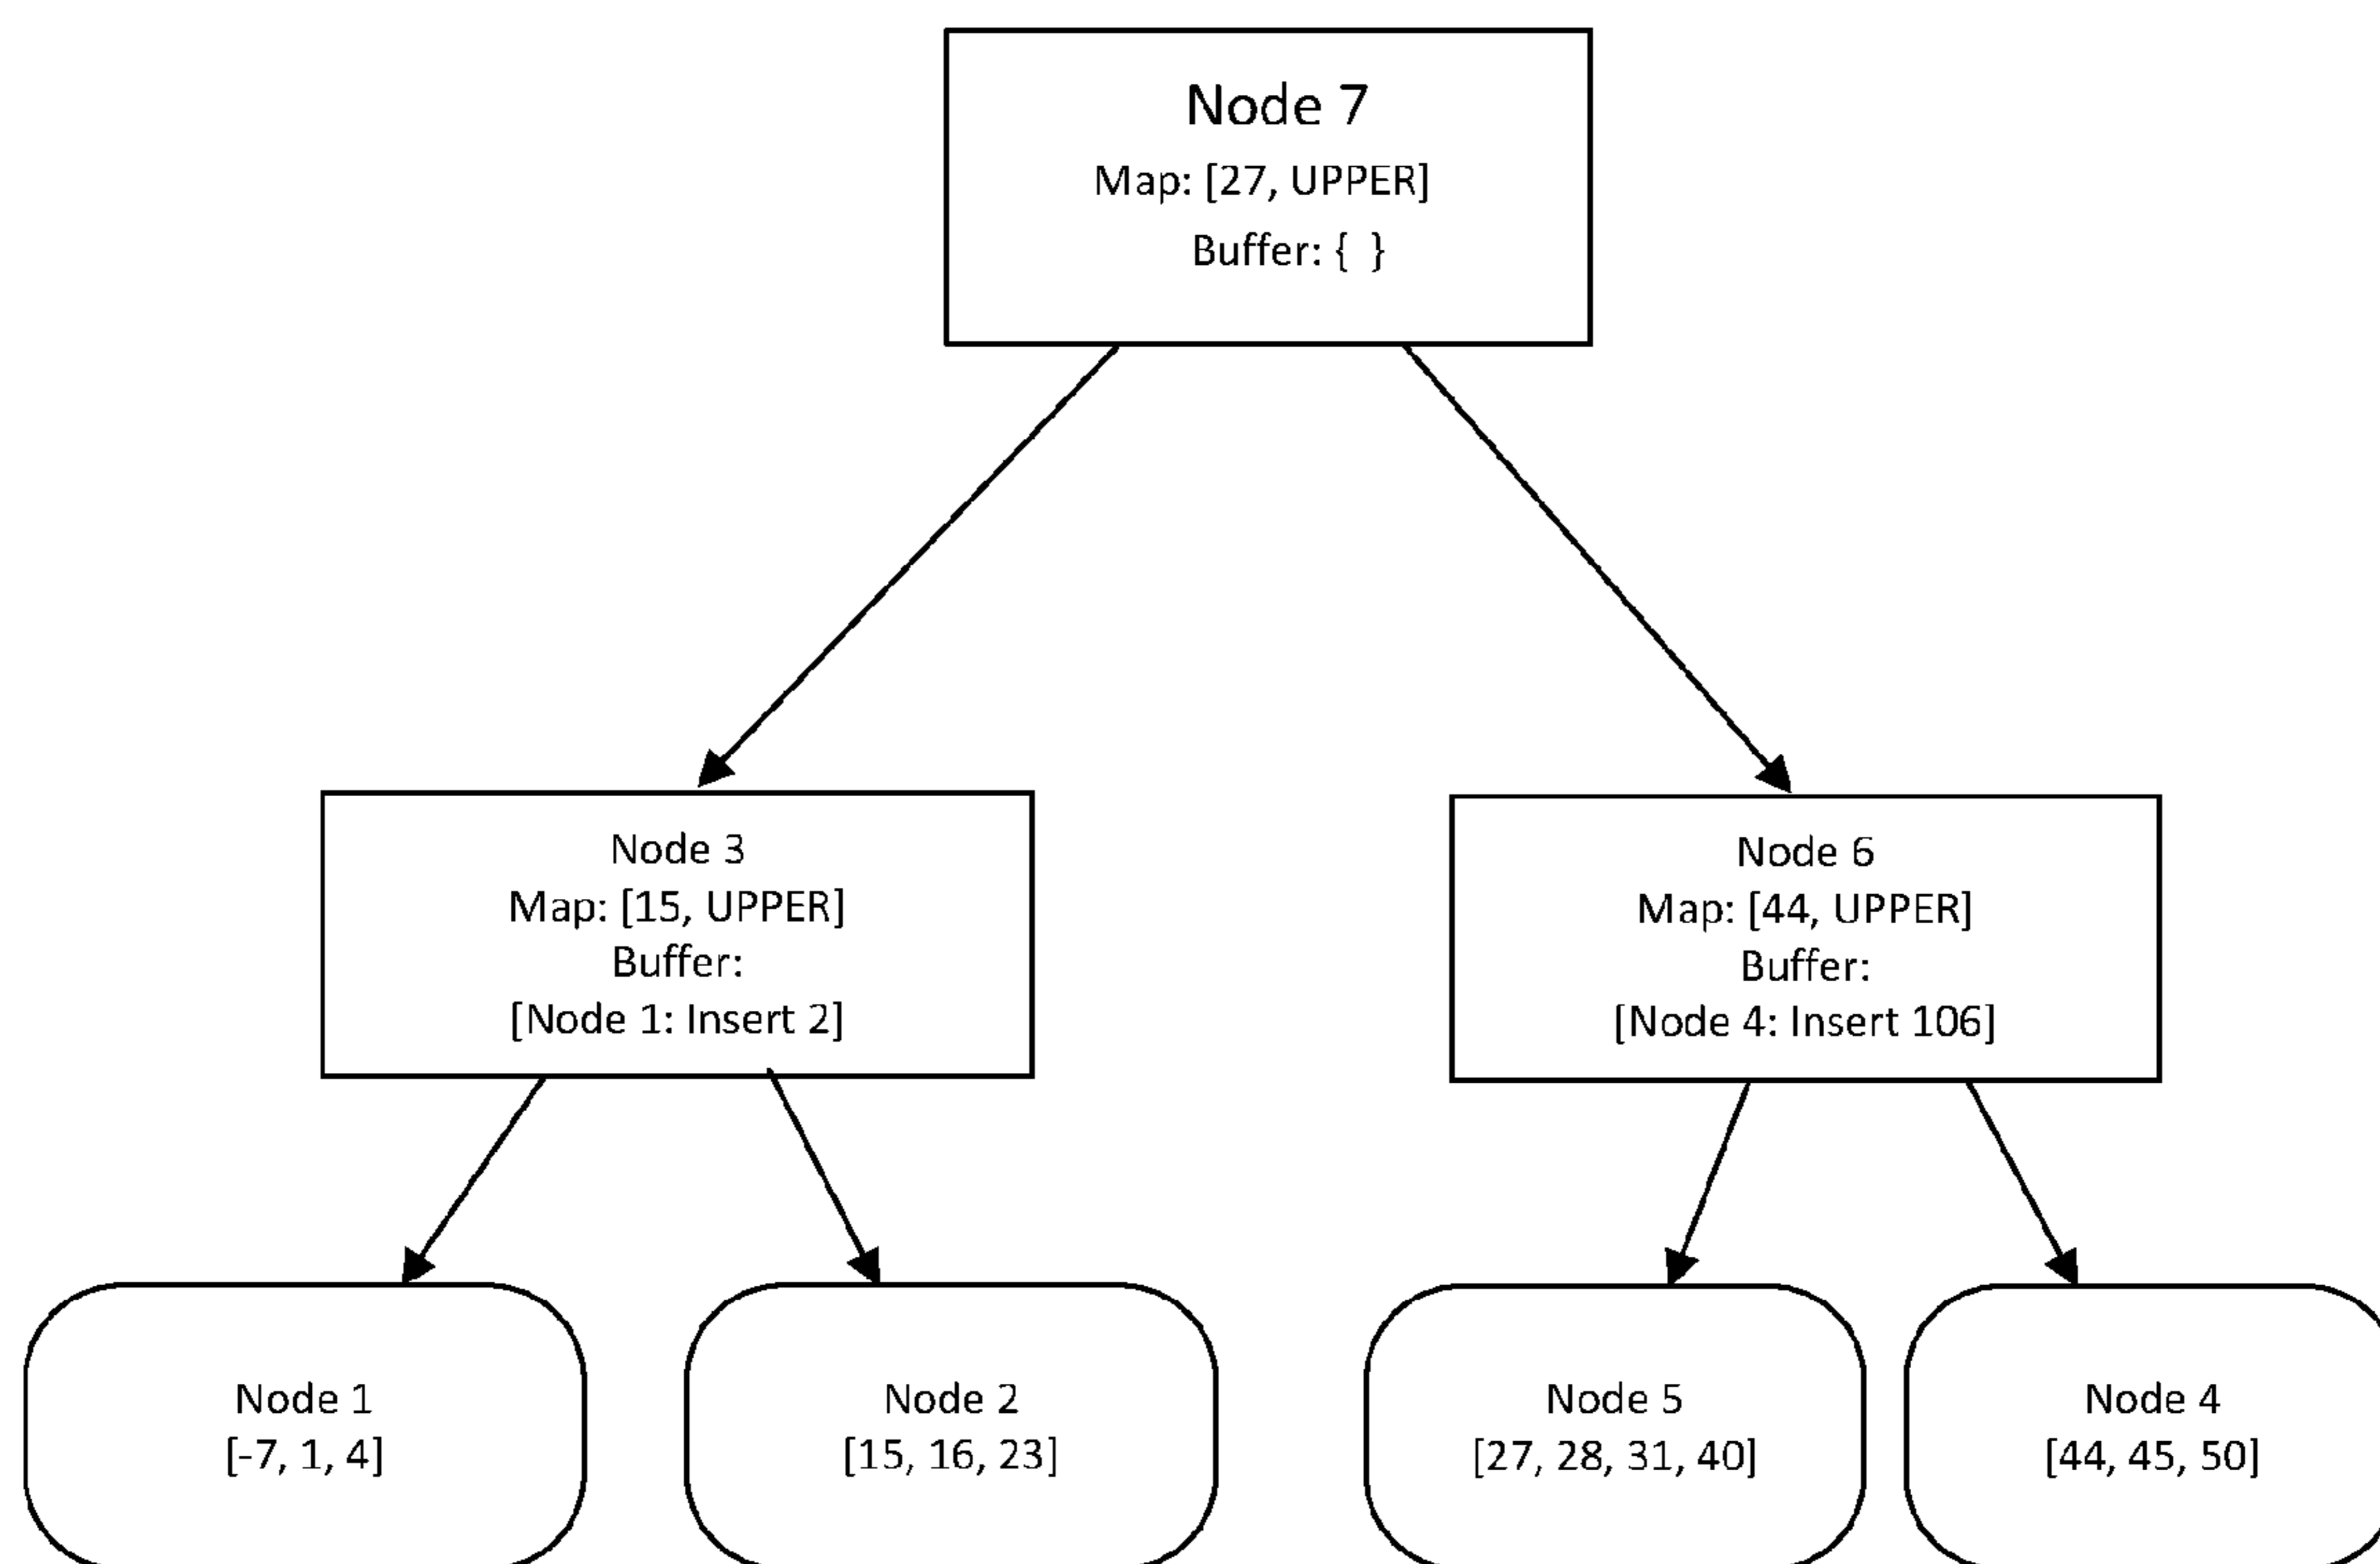 Node 7
Map: [27, UPPER]
Buffer: { }
Node 3
Map: [15, UPPER]
Buffer:
[Node 1: Insert 2]
Node 6
Map: [44, UPPER]
Buffer:
[Node 4: Insert 106]
Node 1
[-7, 1, 4]
Node 2
[15, 16, 23]
Node 5
[27, 28, 31, 40]
Node 4
[44, 45, 50]